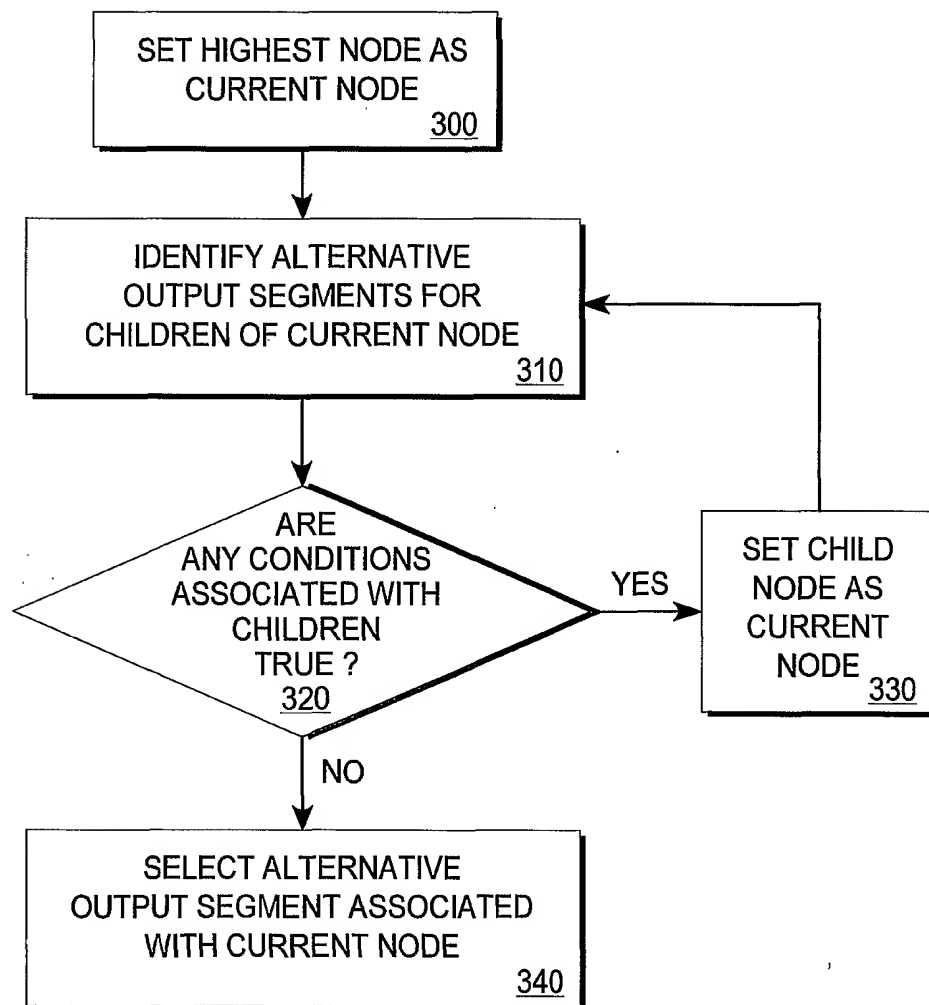 SET HIGHEST NODE AS
CURRENT NODE
300
IDENTIFY ALTERNATIVE
OUTPUT SEGMENTS FOR
CHILDREN OF CURRENT NODE
310
ARE
ANY CONDITIONS
ASSOCIATED WITH
CHILDREN
TRUE ?
320
YES
SET CHILD
NODE AS
CURRENT
NODE
330
NO
SELECT ALTERNATIVE
OUTPUT SEGMENT ASSOCIATED
WITH CURRENT NODE
340